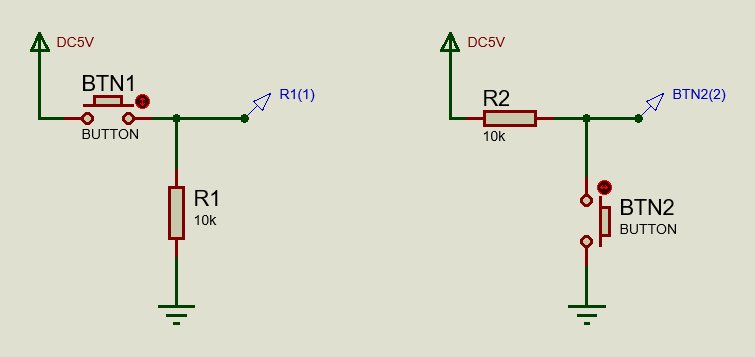 DC5V
BTN1
BUTTON
R1(1)
R1
10k
DC5V
R2
10k
BTN2(2)
BTN2
BUTTON